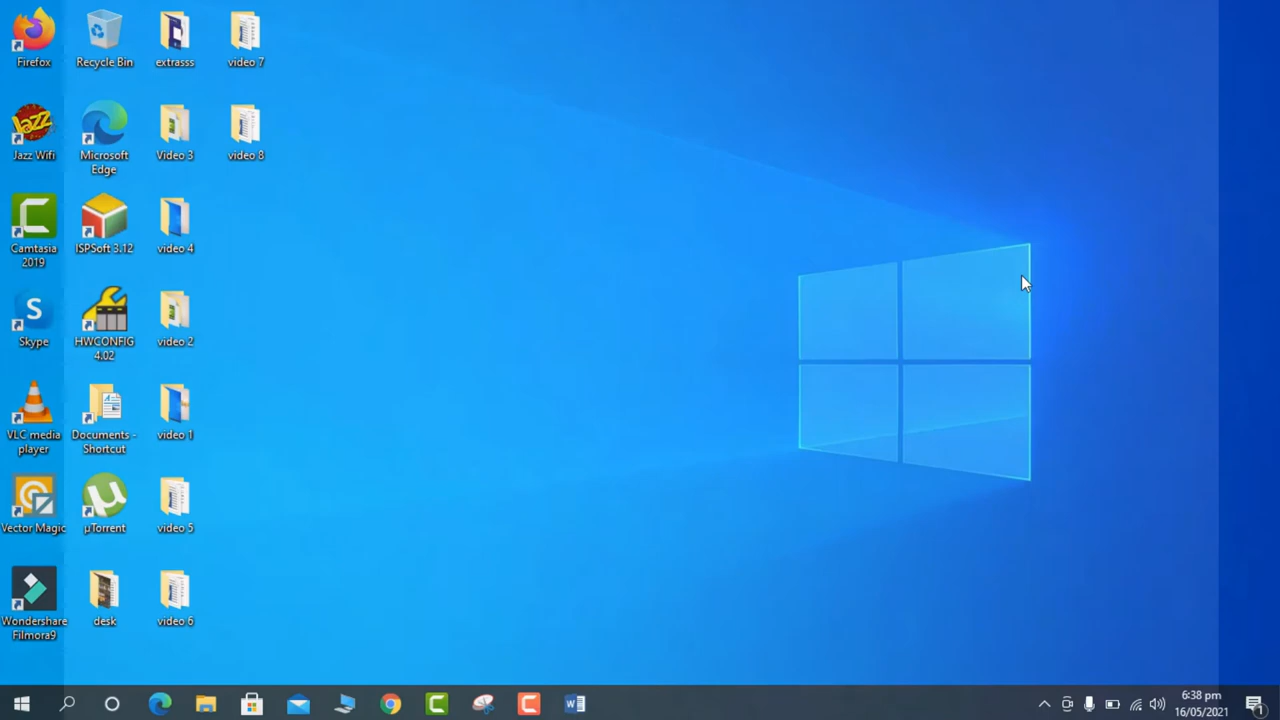 Firefox
Recycle Bin
extrasss
video 7
Jazz
Jazz Wifi
Microsoft
Edge
Video 3
video 8
Camtasia
2019
ISPSoft 3.12
video 4
S
Skype
HWCONFIG
4.02
video 2
VLC media
player
Documents -
Shortcut
video 1
Vector Magic
µTorrent
video 5
Wondershare
Filmora9
desk
video 6
6:38 pm
16/05/2021
1